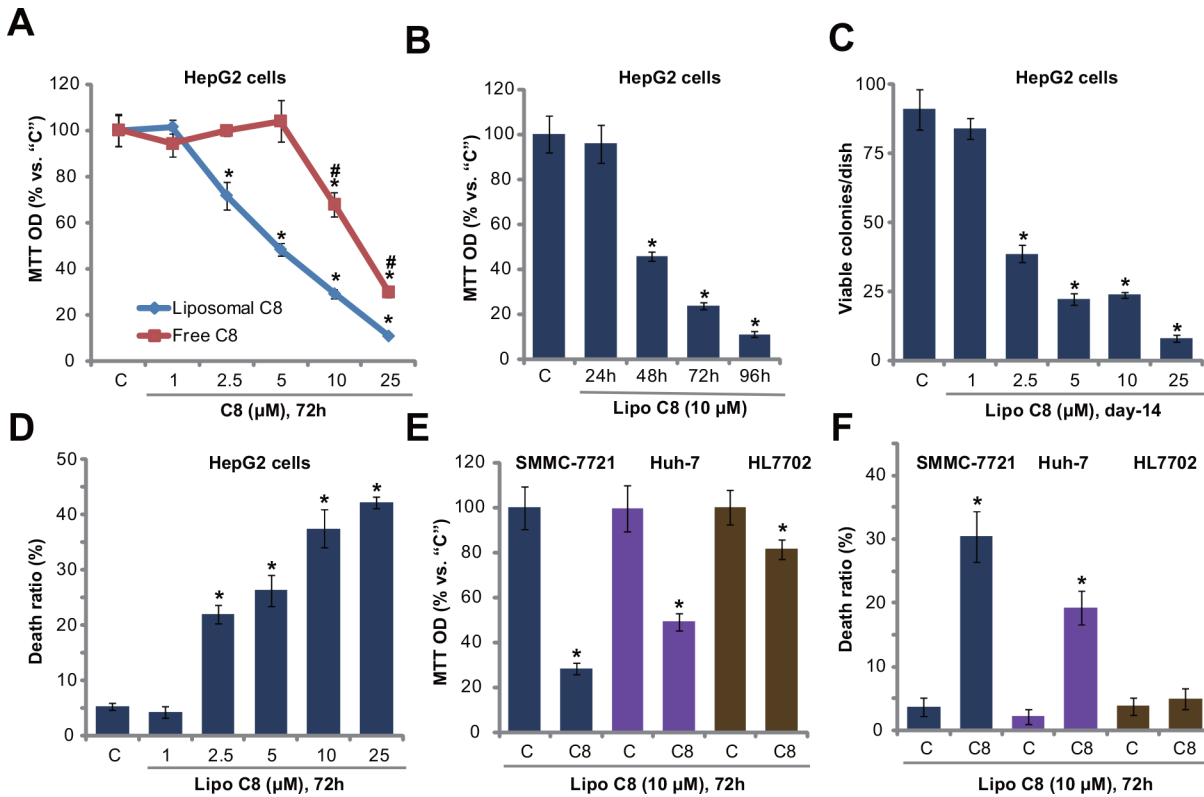 A
HepG2 cells
MTT OD (% vs. “C”)
120
100
80
60
40
20
0
*
*
*
*
#
*
#
*
Liposomal C8
Free C8
C
1
2.5
5
10
25
C8 (μM), 72h
B
HepG2 cells
MTT OD (% vs. “C”)
120
100
80
60
40
20
0
*
*
*
C
24h
48h
72h
96h
Lipo C8 (10 μM)
C
HepG2 cells
Viable colonies/dish
100
75
50
25
0
*
*
*
*
C
1
2.5
5
10
25
Lipo C8 (μM), day-14
D
HepG2 cells
Death ratio (%)
50
40
30
20
10
0
*
*
*
*
C
1
2.5
5
10
25
Lipo C8 (μM), 72h
E
SMMC-7721
Huh-7
HL7702
MTT OD (% vs. “C”)
120
100
80
60
40
20
0
*
*
*
C
C8
C
C8
C
C8
Lipo C8 (10 μM), 72h
F
SMMC-7721
Huh-7
HL7702
Death ratio (%)
40
30
20
10
0
*
*
C
C8
C
C8
C
C8
Lipo C8 (10 μM), 72h